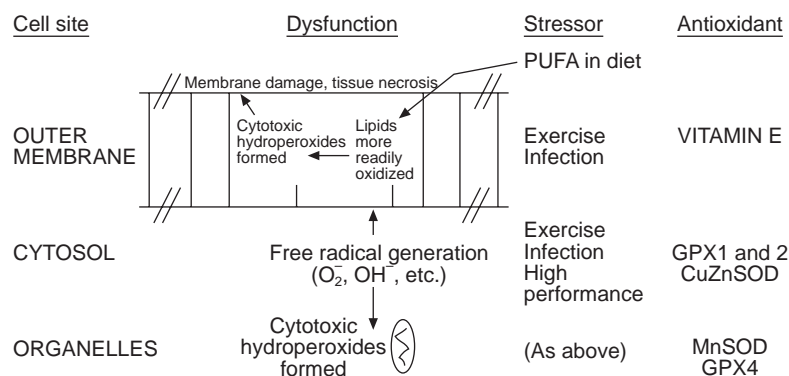 Cell site Dysfunction Stressor Antioxidant
PUFA in diet
Membrane damage, tissue necrosis
OUTER
MEMBRANE
Cytotoxic
hydroperoxides
formed
Lipids
more
readily
oxidized
Exercise
Infection
VITAMIN E
CYTOSOL
Free radical generation
(O₂⁻, OH⁻, etc.)
Exercise
Infection
High
performance
GPX1 and 2
CuZnSOD
ORGANELLES
Cytotoxic
hydroperoxides
formed
(As above)
MnSOD
GPX4